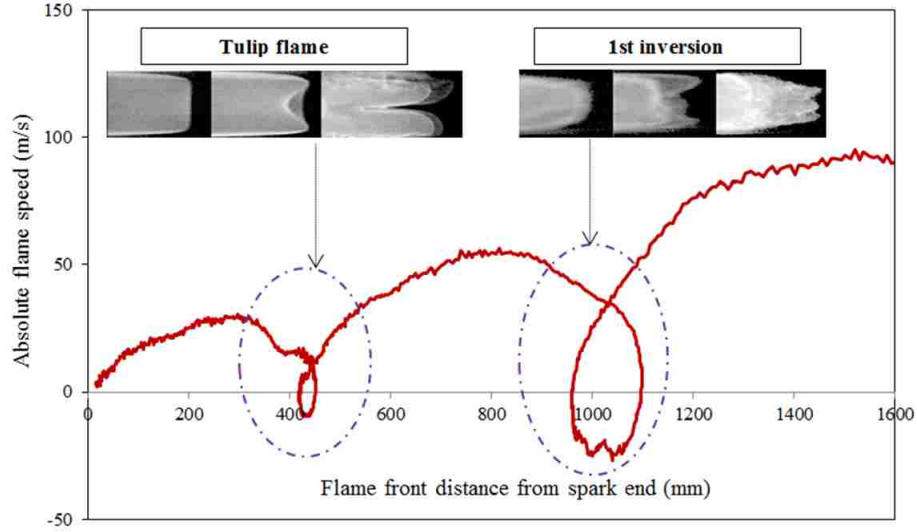 150
Tulip flame
1st inversion
100
50
0
-50
Absolute flame speed (m/s)
0 200 400 600 800 1000 1200 1400 1600
Flame front distance from spark end (mm)